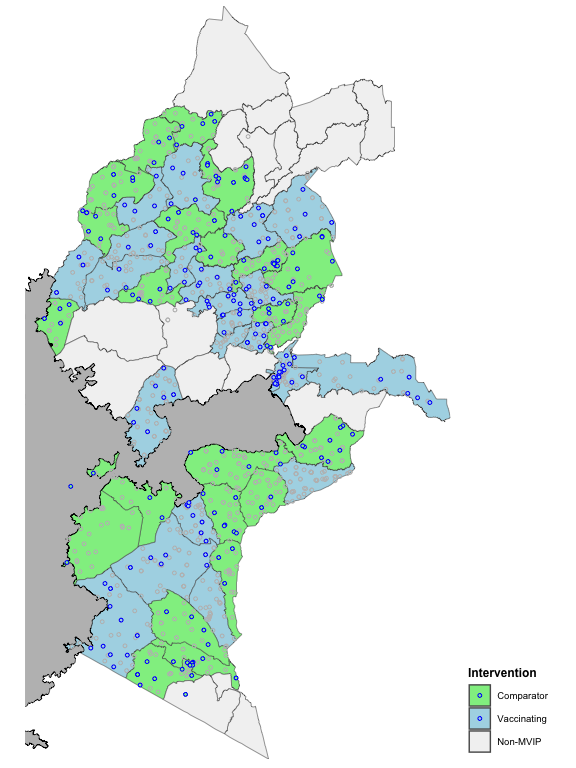 Intervention
Comparator
Vaccinating
Non-MVIP